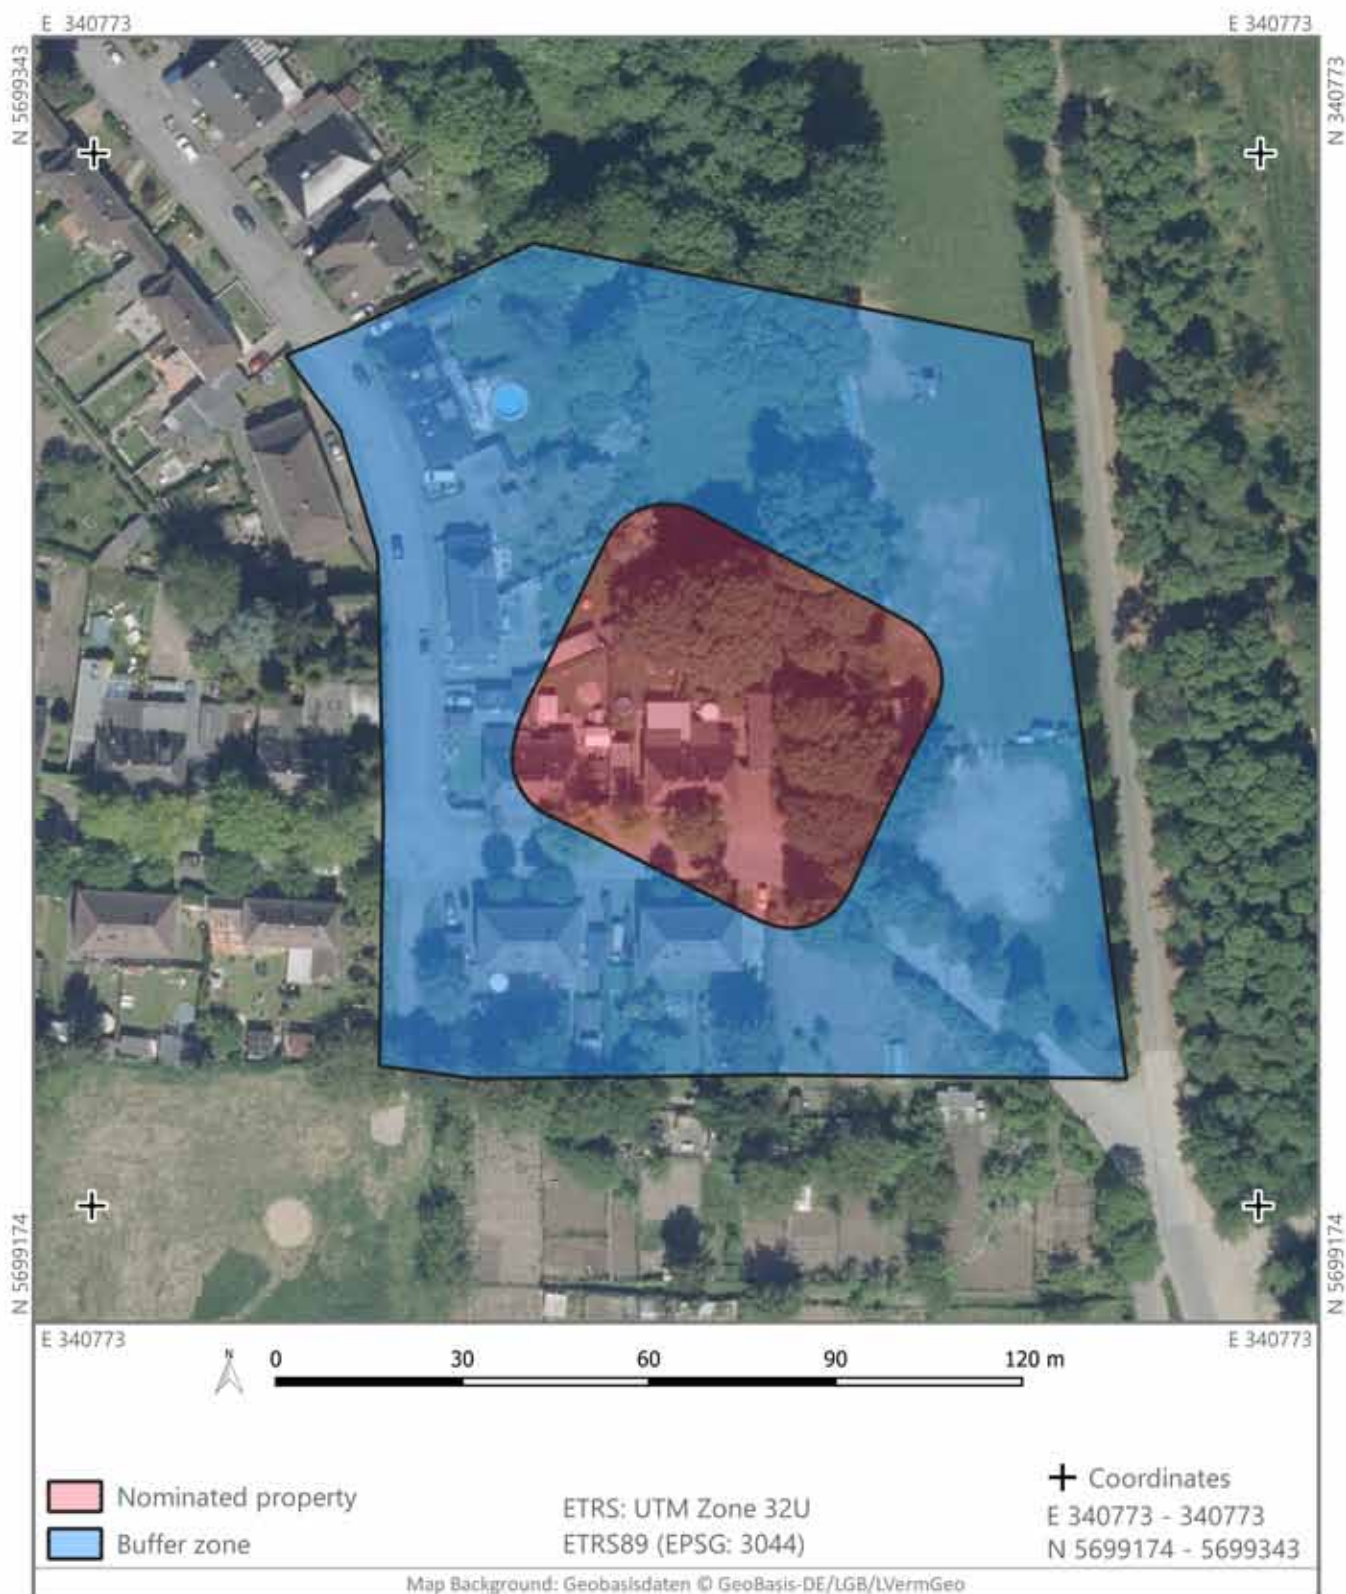 E 340773
E 340773
N 5699343
N 340773
N 5699174
N 5699174
E 340773
E 340773
N
0 30 60 90 120 m
Nominated property
Buffer zone
ETRS: UTM Zone 32U
ETRS89 (EPSG: 3044)
Coordinates
E 340773 - 340773
N 5699174 - 5699343
Map Background: Geobasisdaten © GeoBasis-DE/LGB/LVermGeo